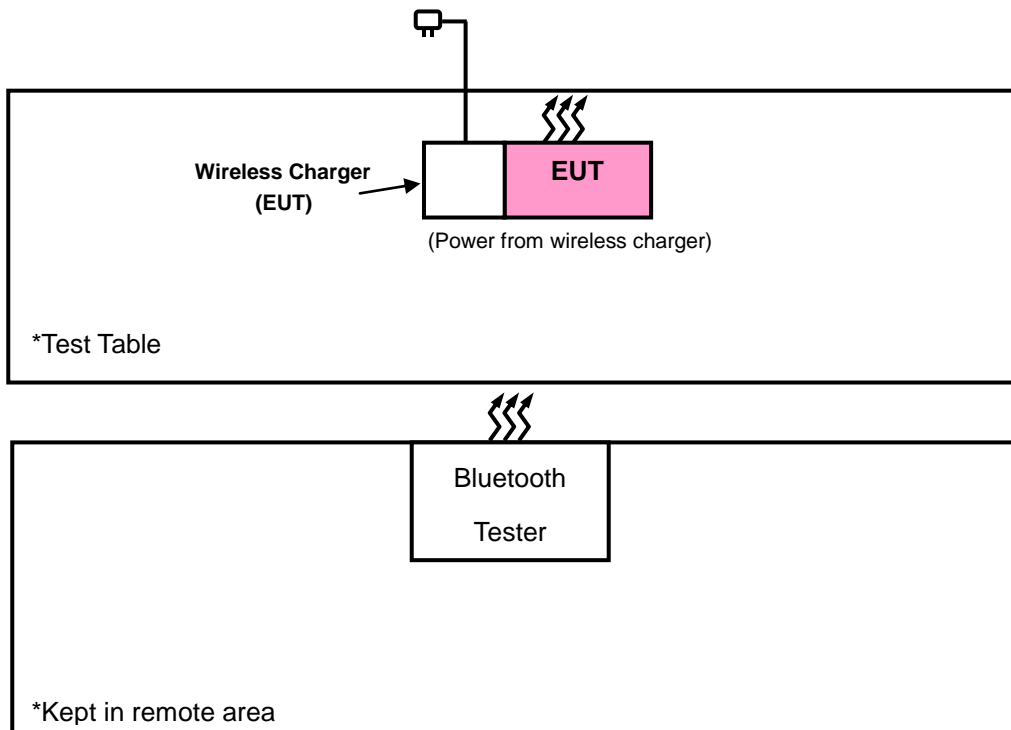 Wireless Charger
(EUT)
EUT
(Power from wireless charger)
*Test Table
Bluetooth
Tester
*Kept in remote area